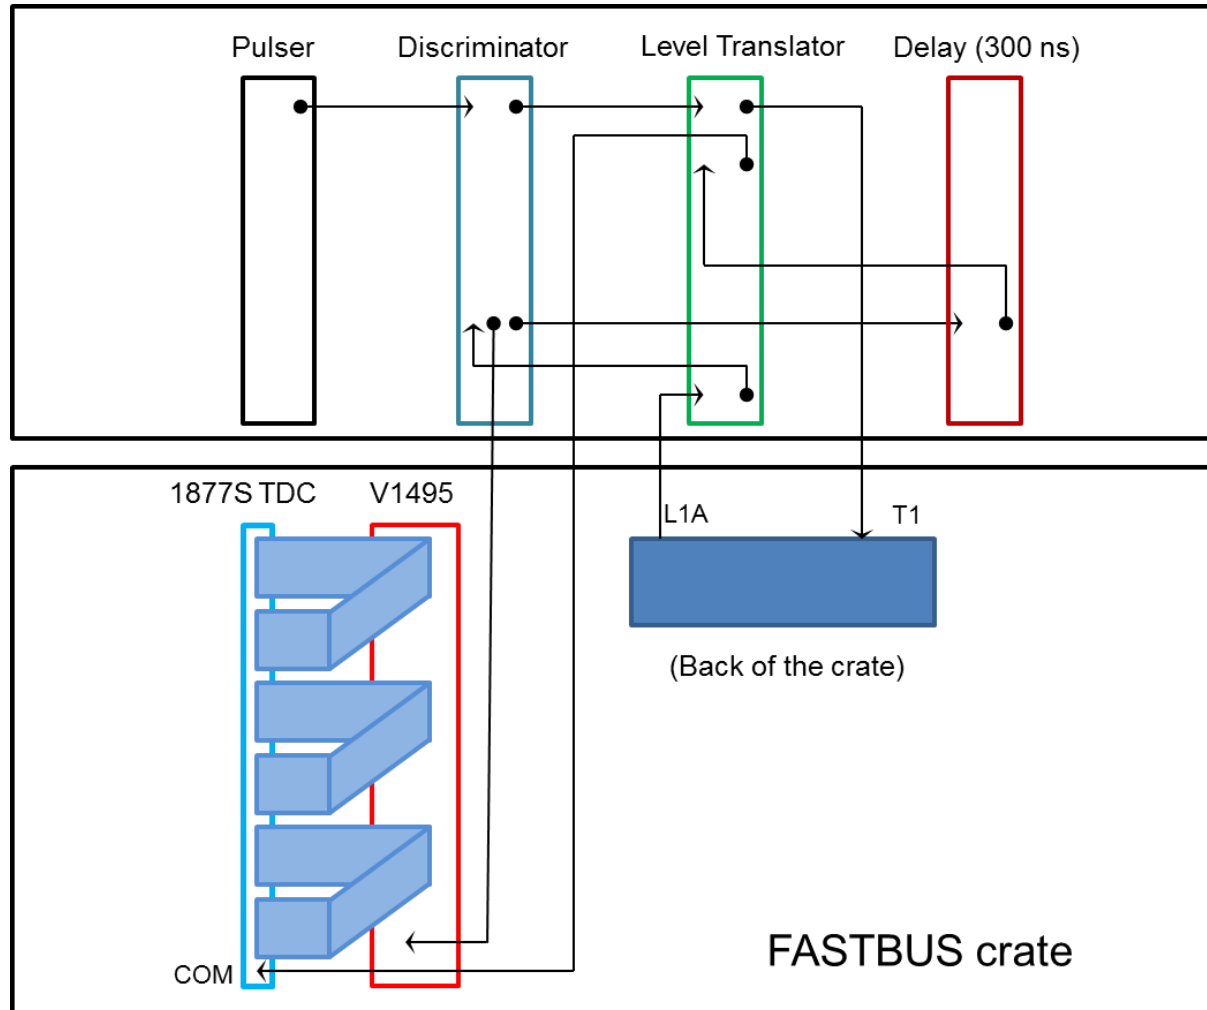 Pulser
Discriminator
Level Translator
Delay (300 ns)
1877S TDC
V1495
L1A
T1
(Back of the crate)
FASTBUS crate
COM